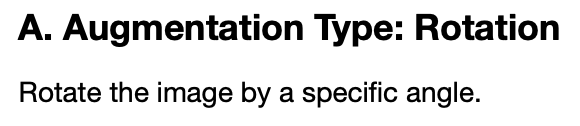 A. Augmentation Type: Rotation
Rotate the image by a specific angle.